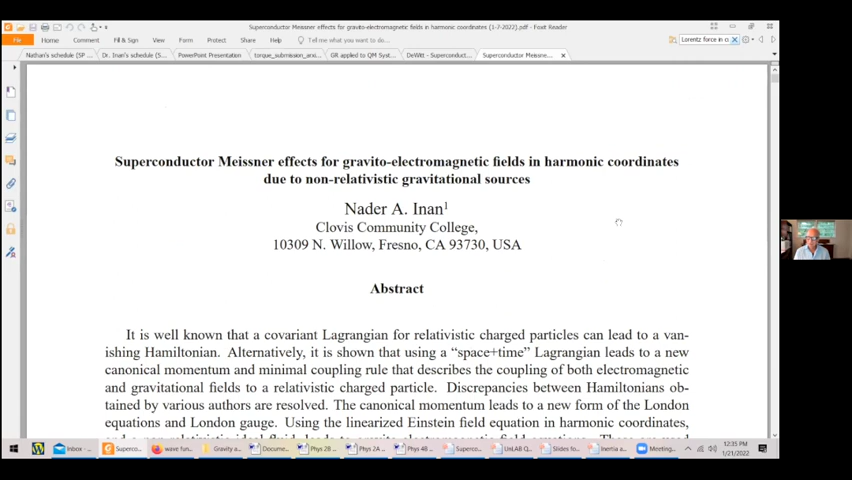 Superconductor Meissner effects for gravito-electromagnetic fields in harmonic coordinates (1-7-2022).pdf - Foxit Reader
File Home Comment Fill & Sign View Form Protect Share Help Tell me what you want to do...
Lorentz force in c
Nathan's schedule (SP ... Dr. Inan's schedule (S... PowerPoint Presentation torque_submission_arxi... GR applied to QM Syst... DeWitt - Superconduct... Superconductor Meissne...
Superconductor Meissner effects for gravito-electromagnetic fields in harmonic coordinates
due to non-relativistic gravitational sources
Nader A. Inan¹
Clovis Community College,
10309 N. Willow, Fresno, CA 93730, USA
Abstract
It is well known that a covariant Lagrangian for relativistic charged particles can lead to a van-
ishing Hamiltonian. Alternatively, it is shown that using a “space+time” Lagrangian leads to a new
canonical momentum and minimal coupling rule that describes the coupling of both electromagnetic
and gravitational fields to a relativistic charged particle. Discrepancies between Hamiltonians ob-
tained by various authors are resolved. The canonical momentum leads to a new form of the London
equations and London gauge. Using the linearized Einstein field equation in harmonic coordinates,
Inbox - Superco... wave fun... Gravity a... Docume... Phys 2B Phys 2A Phys 4B Superco... UnLAB Q... Slides fo... Inertia a... Meeting...
12:35 PM
1/21/2022